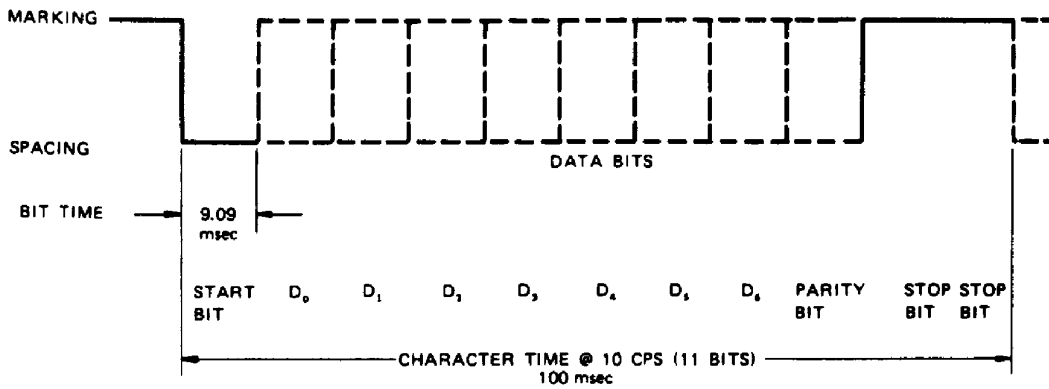 MARKING
SPACING
DATA BITS
BIT TIME
9.09
msec
START BIT
D₀
D₁
D₂
D₃
D₄
D₅
D₆
PARITY BIT
STOP BIT
STOP BIT
CHARACTER TIME @ 10 CPS (11 BITS)
100 msec